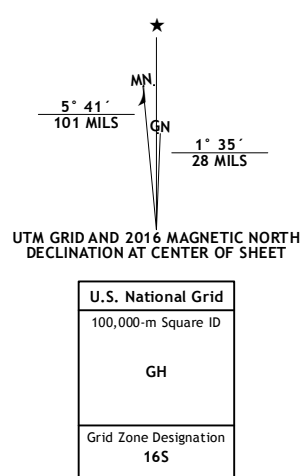 ★
MN.
GN
5° 41´
101 MILS
1° 35´
28 MILS
UTM GRID AND 2016 MAGNETIC NORTH
DECLINATION AT CENTER OF SHEET
U.S. National Grid
100,000-m Square ID
GH
Grid Zone Designation
16S